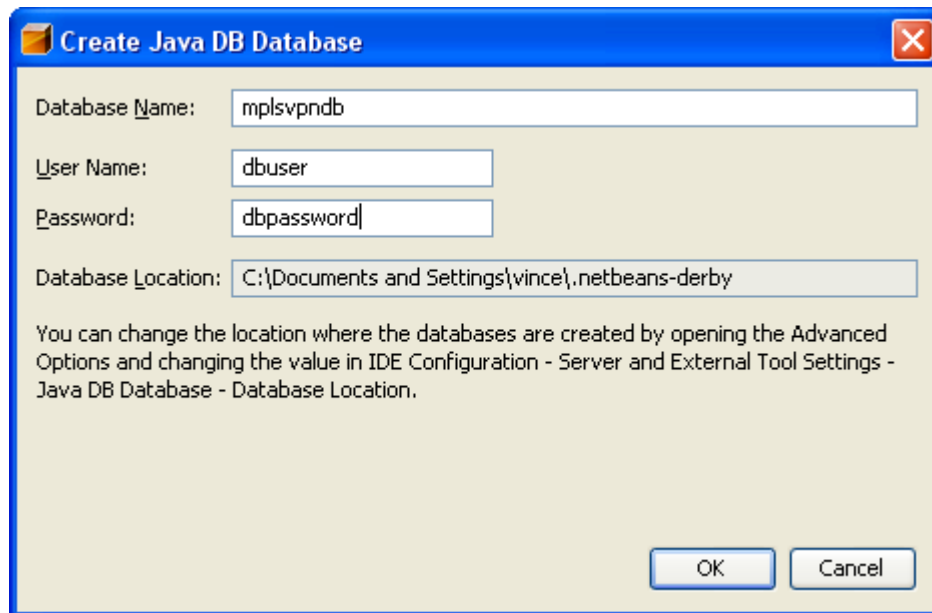 Create Java DB Database
Database Name: mplsvpndb
User Name: dbuser
Password: dbpassword
Database Location: C:\Documents and Settings\vince\.netbeans-derby
You can change the location where the databases are created by opening the Advanced
Options and changing the value in IDE Configuration - Server and External Tool Settings -
Java DB Database - Database Location.
OK Cancel